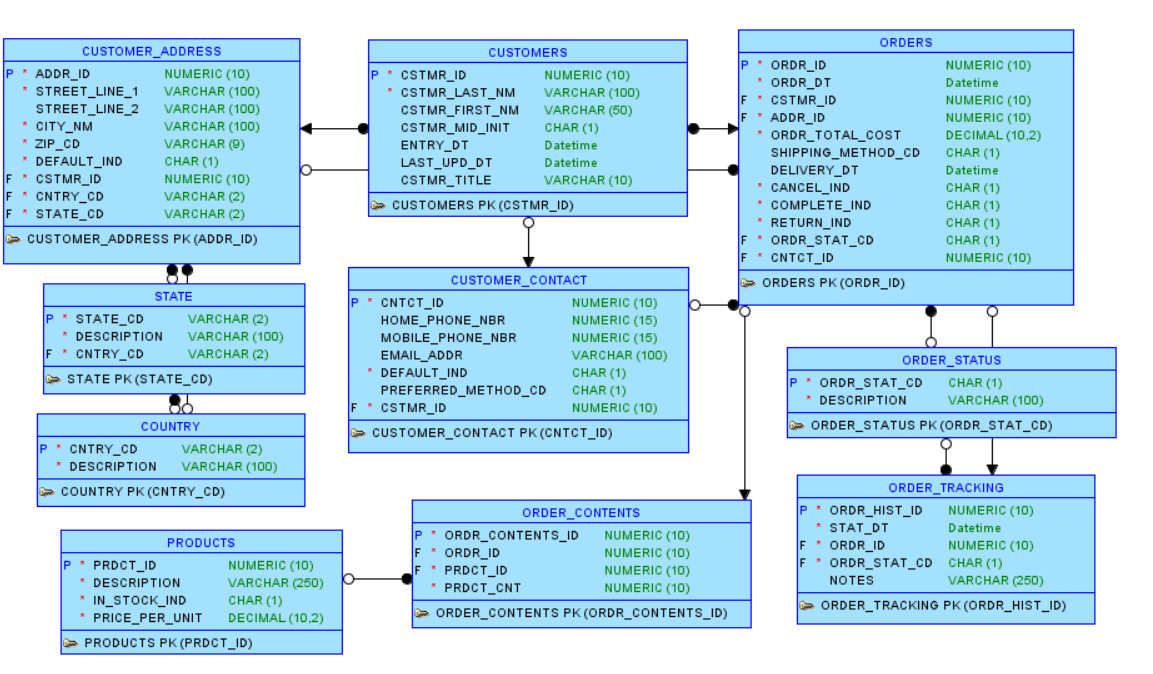 CUSTOMER_ADDRESS
P * ADDR_ID NUMERIC (10)
* STREET_LINE_1 VARCHAR (100)
STREET_LINE_2 VARCHAR (100)
* CITY_NM VARCHAR (100)
* ZIP_CD VARCHAR (9)
* DEFAULT_IND CHAR (1)
F * CSTMR_ID NUMERIC (10)
F * CNTRY_CD VARCHAR (2)
F * STATE_CD VARCHAR (2)
CUSTOMER_ADDRESS PK (ADDR_ID)
CUSTOMERS
P * CSTMR_ID NUMERIC (10)
* CSTMR_LAST_NM VARCHAR (100)
CSTMR_FIRST_NM VARCHAR (50)
CSTMR_MID_INIT CHAR (1)
ENTRY_DT Datetime
LAST_UPD_DT Datetime
CSTMR_TITLE VARCHAR (10)
CUSTOMERS PK (CSTMR_ID)
ORDERS
P * ORDR_ID NUMERIC (10)
* ORDR_DT Datetime
F * CSTMR_ID NUMERIC (10)
F * ADDR_ID NUMERIC (10)
* ORDR_TOTAL_COST DECIMAL (10,2)
SHIPPING_METHOD_CD CHAR (1)
DELIVERY_DT Datetime
* CANCEL_IND CHAR (1)
* COMPLETE_IND CHAR (1)
* RETURN_IND CHAR (1)
F * ORDR_STAT_CD CHAR (1)
F * CNTCT_ID NUMERIC (10)
ORDERS PK (ORDR_ID)
STATE
P * STATE_CD VARCHAR (2)
* DESCRIPTION VARCHAR (100)
F * CNTRY_CD VARCHAR (2)
STATE PK (STATE_CD)
CUSTOMER_CONTACT
P * CNTCT_ID NUMERIC (10)
HOME_PHONE_NBR NUMERIC (15)
MOBILE_PHONE_NBR NUMERIC (15)
EMAIL_ADDR VARCHAR (100)
* DEFAULT_IND CHAR (1)
PREFERRED_METHOD_CD CHAR (1)
F * CSTMR_ID NUMERIC (10)
CUSTOMER_CONTACT PK (CNTCT_ID)
ORDER_STATUS
P * ORDR_STAT_CD CHAR (1)
* DESCRIPTION VARCHAR (100)
ORDER_STATUS PK (ORDR_STAT_CD)
COUNTRY
P * CNTRY_CD VARCHAR (2)
* DESCRIPTION VARCHAR (100)
COUNTRY PK (CNTRY_CD)
ORDER_TRACKING
P * ORDR_HIST_ID NUMERIC (10)
* STAT_DT Datetime
F * ORDR_ID NUMERIC (10)
F * ORDR_STAT_CD CHAR (1)
NOTES VARCHAR (250)
ORDER_TRACKING PK (ORDR_HIST_ID)
PRODUCTS
P * PRDCT_ID NUMERIC (10)
* DESCRIPTION VARCHAR (250)
* IN_STOCK_IND CHAR (1)
* PRICE_PER_UNIT DECIMAL (10,2)
PRODUCTS PK (PRDCT_ID)
ORDER_CONTENTS
P * ORDR_CONTENTS_ID NUMERIC (10)
F * ORDR_ID NUMERIC (10)
F * PRDCT_ID NUMERIC (10)
* PRDCT_CNT NUMERIC (10)
ORDER_CONTENTS PK (ORDR_CONTENTS_ID)